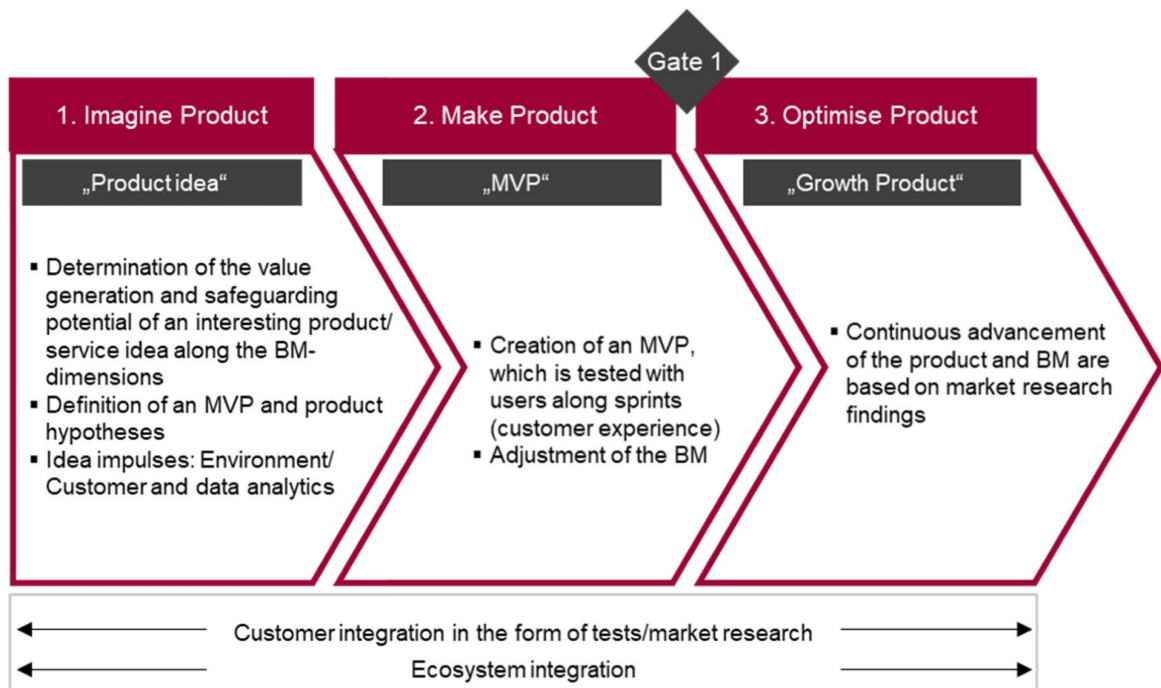 Gate 1
1. Imagine Product
2. Make Product
3. Optimise Product
„Product idea“
„MVP“
„Growth Product“
▪ Determination of the value
generation and safeguarding
potential of an interesting product/
service idea along the BM-
dimensions
▪ Definition of an MVP and product
hypotheses
▪ Idea impulses: Environment/
Customer and data analytics
▪ Creation of an MVP,
which is tested with
users along sprints
(customer experience)
▪ Adjustment of the BM
▪ Continuous advancement
of the product and BM are
based on market research
findings
Customer integration in the form of tests/market research
Ecosystem integration